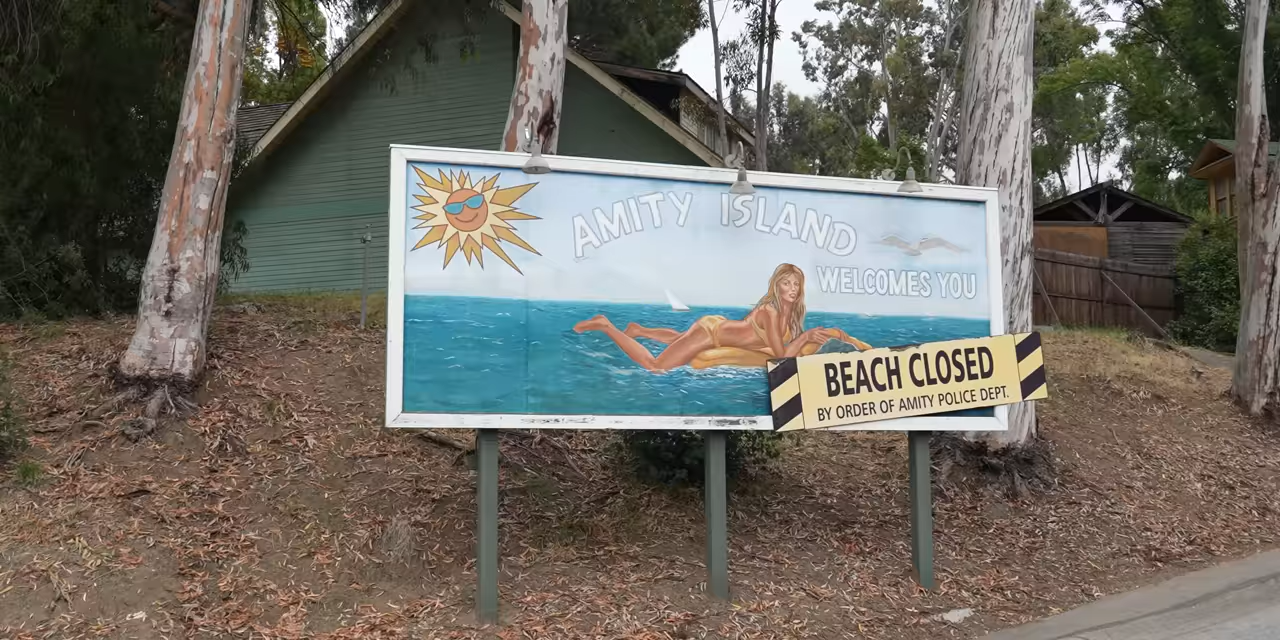 AMITY ISLAND
WELCOMES YOU
BEACH CLOSED
BY ORDER OF AMITY POLICE DEPT.